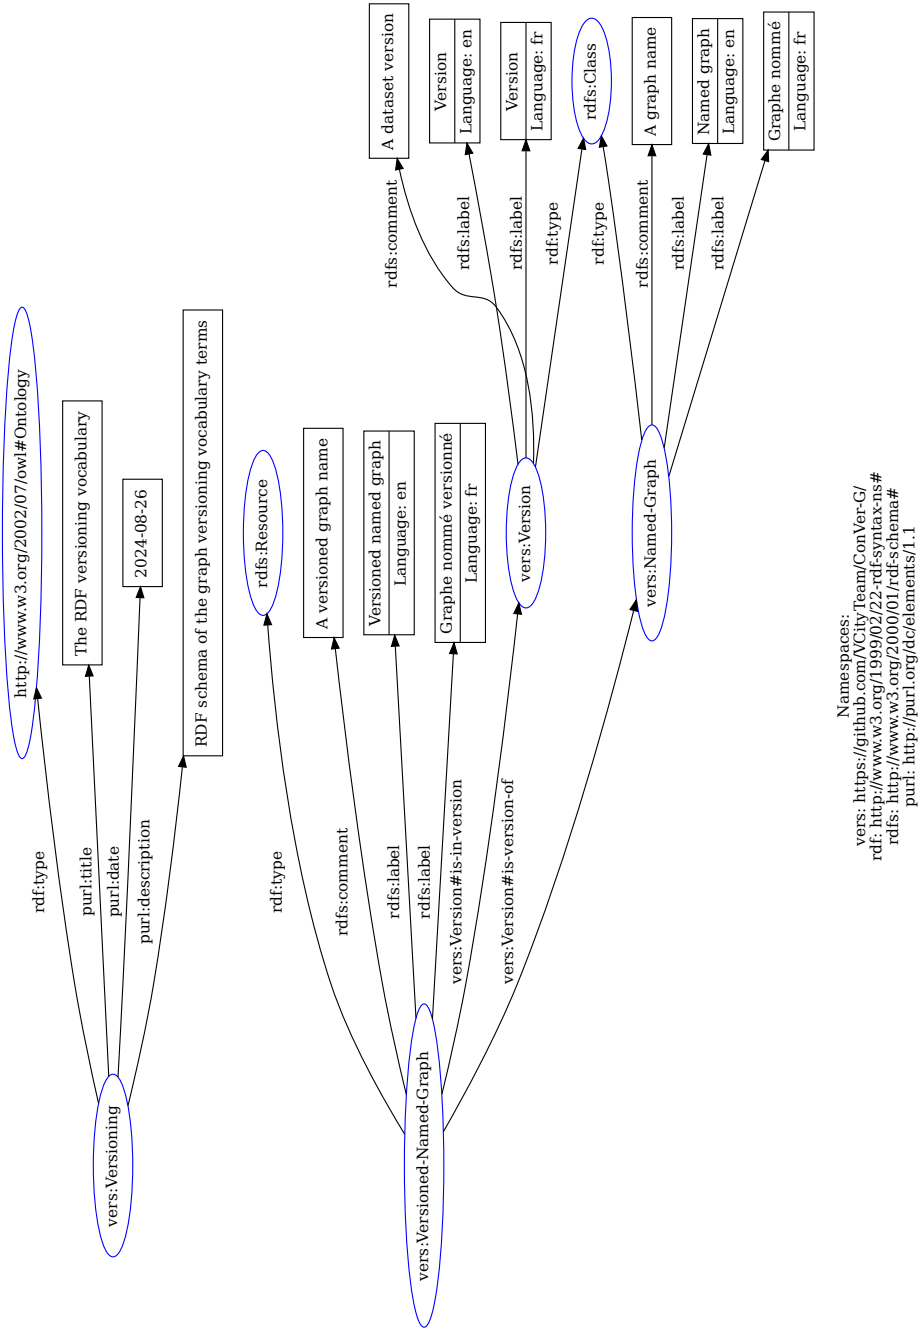 http://www.w3.org/2002/07/owl#Ontology
rdf:type
The RDF versioning vocabulary
purl:title
2024-08-26
purl:date
RDF schema of the graph versioning vocabulary terms
purl:description
vers:Versioning
rdfs:Resource
rdf:type
A versioned graph name
rdfs:comment
Versioned named graph
Language: en
rdfs:label
Graphe nommé versionné
Language: fr
rdfs:label
vers:Version#is-in-version
vers:Version#is-version-of
vers:Versioned-Named-Graph
A dataset version
rdfs:comment
Version
Language: en
rdfs:label
Version
Language: fr
rdfs:label
rdfs:Class
rdf:type
rdf:type
vers:Version
A graph name
rdfs:comment
Named graph
Language: en
rdfs:label
Graphe nommé
Language: fr
rdfs:label
vers:Named-Graph
Namespaces:
vers: https://github.com/VCityTeam/ConVer-G/
rdf: http://www.w3.org/1999/02/22-rdf-syntax-ns#
rdfs: http://www.w3.org/2000/01/rdf-schema#
purl: http://purl.org/dc/elements/1.1